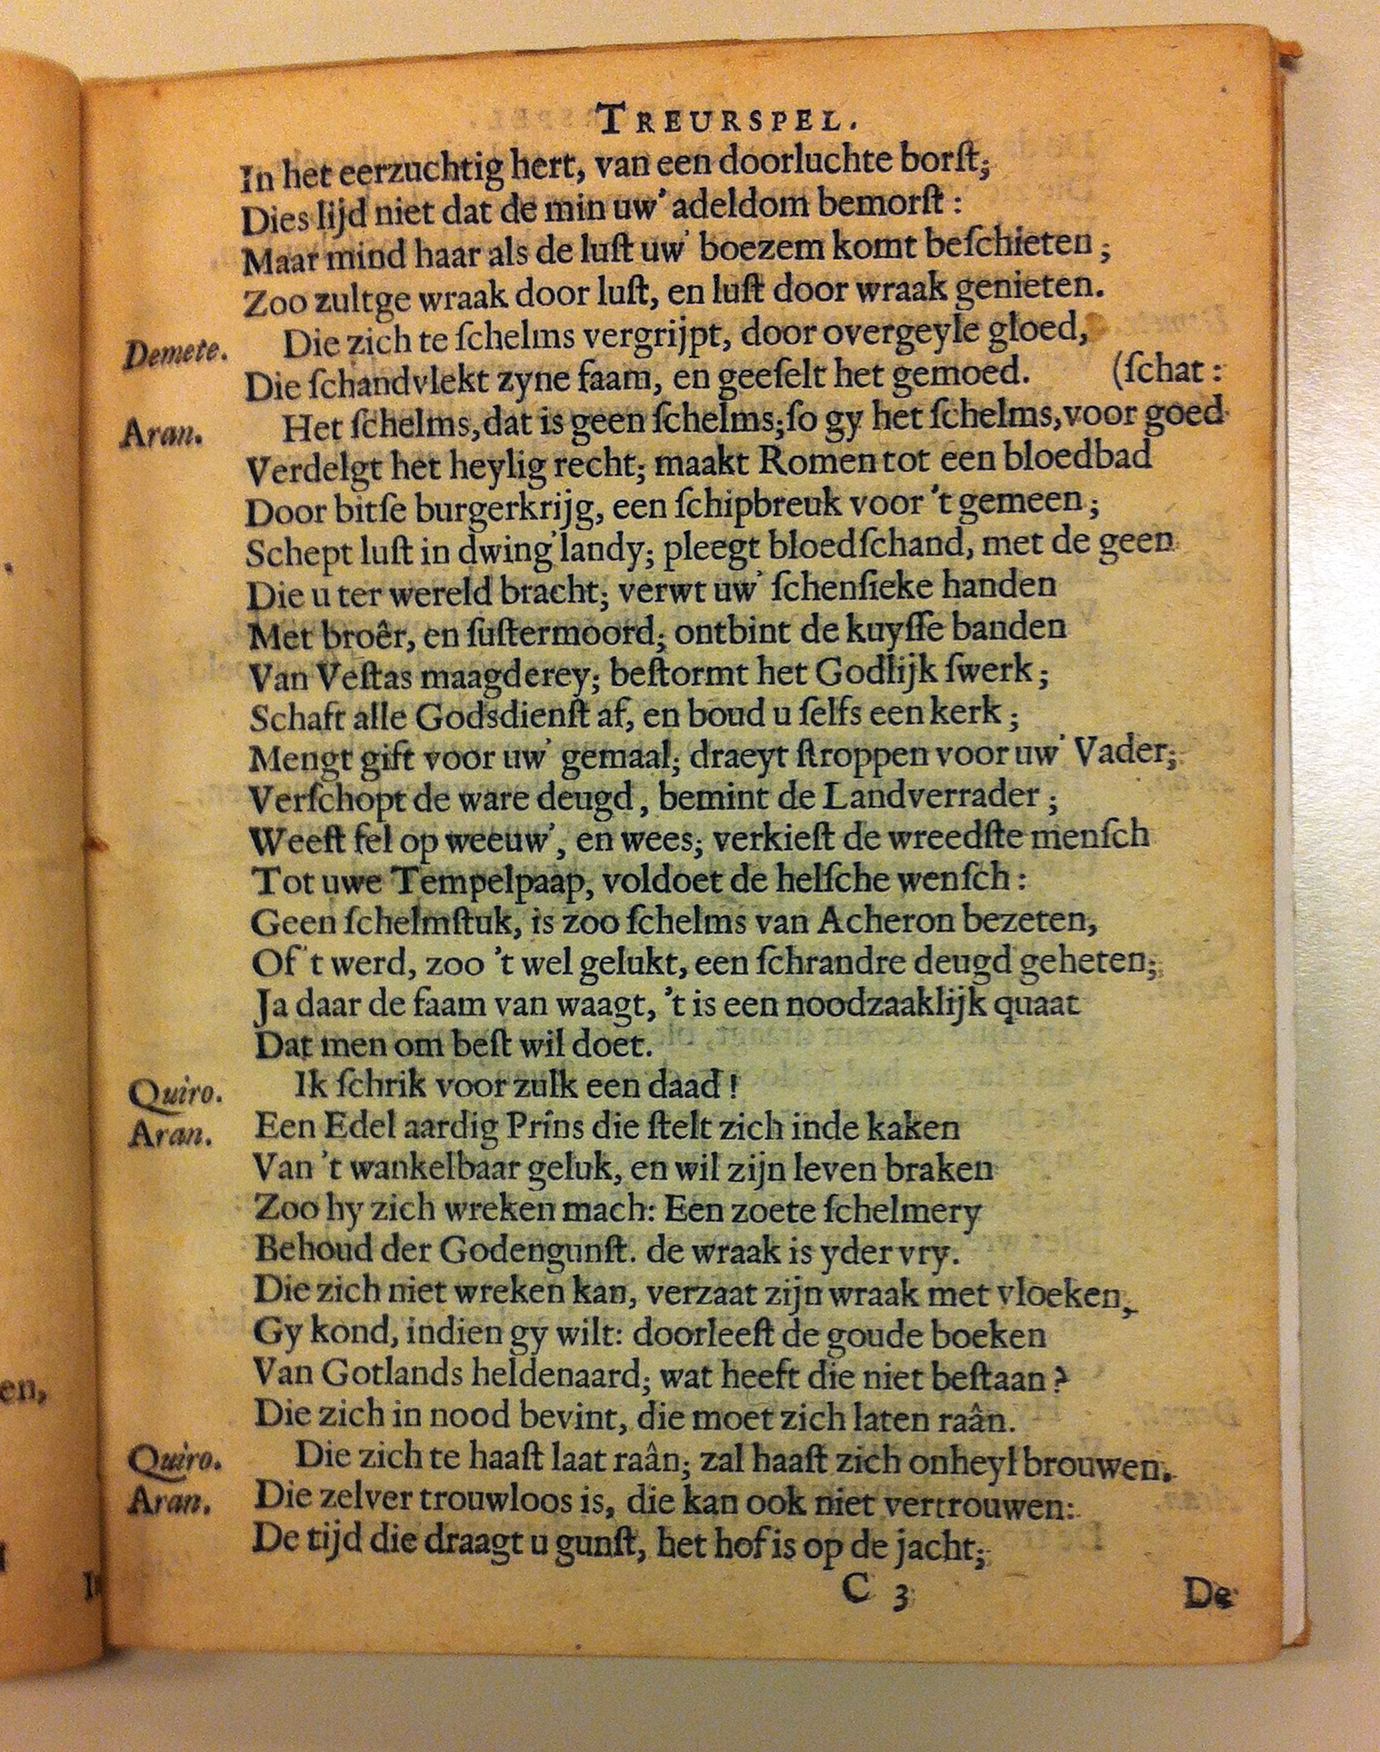 TREURSPEL.
In het eerzuchtig hert, van een doorluchte borſt;
Dies lijd niet dat de min uw' adeldom bemorſt :
Maar mind haar als de luſt uw' boezem komt beſchieten ;
Zoo zultge wraak door luſt, en luſt door wraak genieten.
Demete. Die zich te ſchelms vergrijpt, door overgeyle gloed,
Die ſchandvlekt zyne faam, en geeſelt het gemoed. (ſchat :
Aran. Het ſchelms, dat is geen ſchelms; ſo gy het ſchelms, voor goed
Verdelgt het heylig recht; maakt Romen tot een bloedbad
Door bitſe burgerkrijg, een ſchipbreuk voor 't gemeen ;
Schept luſt in dwing'landy; pleegt bloedſchand, met de geen
Die u ter wereld bracht; verwt uw' ſchenſieke handen
Met broêr, en ſuſtermoord; ontbint de kuyſſe banden
Van Veſtas maagderey; beſtormt het Godlijk ſwerk ;
Schaft alle Godsdienſt af, en boud u ſelfs een kerk ;
Mengt gift voor uw' gemaal; draeyt ſtroppen voor uw' Vader;
Verſchopt de ware deugd, bemint de Landverrader ;
Weeſt fel op weeuw', en wees; verkieſt de wreedſte menſch
Tot uwe Tempelpaap, voldoet de helſche wenſch :
Geen ſchelmſtuk, is zoo ſchelms van Acheron bezeten,
Of 't werd, zoo 't wel gelukt, een ſchrandre deugd geheten;
Ja daar de faam van waagt, 't is een noodzaaklijk quaat
Dat men om beſt wil doet.
Quiro. Ik ſchrik voor zulk een daad !
Aran. Een Edel aardig Prins die ſtelt zich inde kaken
Van 't wankelbaar geluk, en wil zijn leven braken
Zoo hy zich wreken mach: Een zoete ſchelmery
Behoud der Godengunſt. de wraak is yder vry.
Die zich niet wreken kan, verzaat zijn wraak met vloeken,
Gy kond, indien gy wilt: doorleeſt de goude boeken
Van Gotlands heldenaard; wat heeft die niet beſtaan ?
Die zich in nood bevint, die moet zich laten raân.
Quiro. Die zich te haaſt laat raân; zal haaſt zich onheyl brouwen.
Aran. Die zelver trouwloos is, die kan ook niet vertrouwen:
De tijd die draagt u gunſt, het hof is op de jacht;
C 3 De
en,